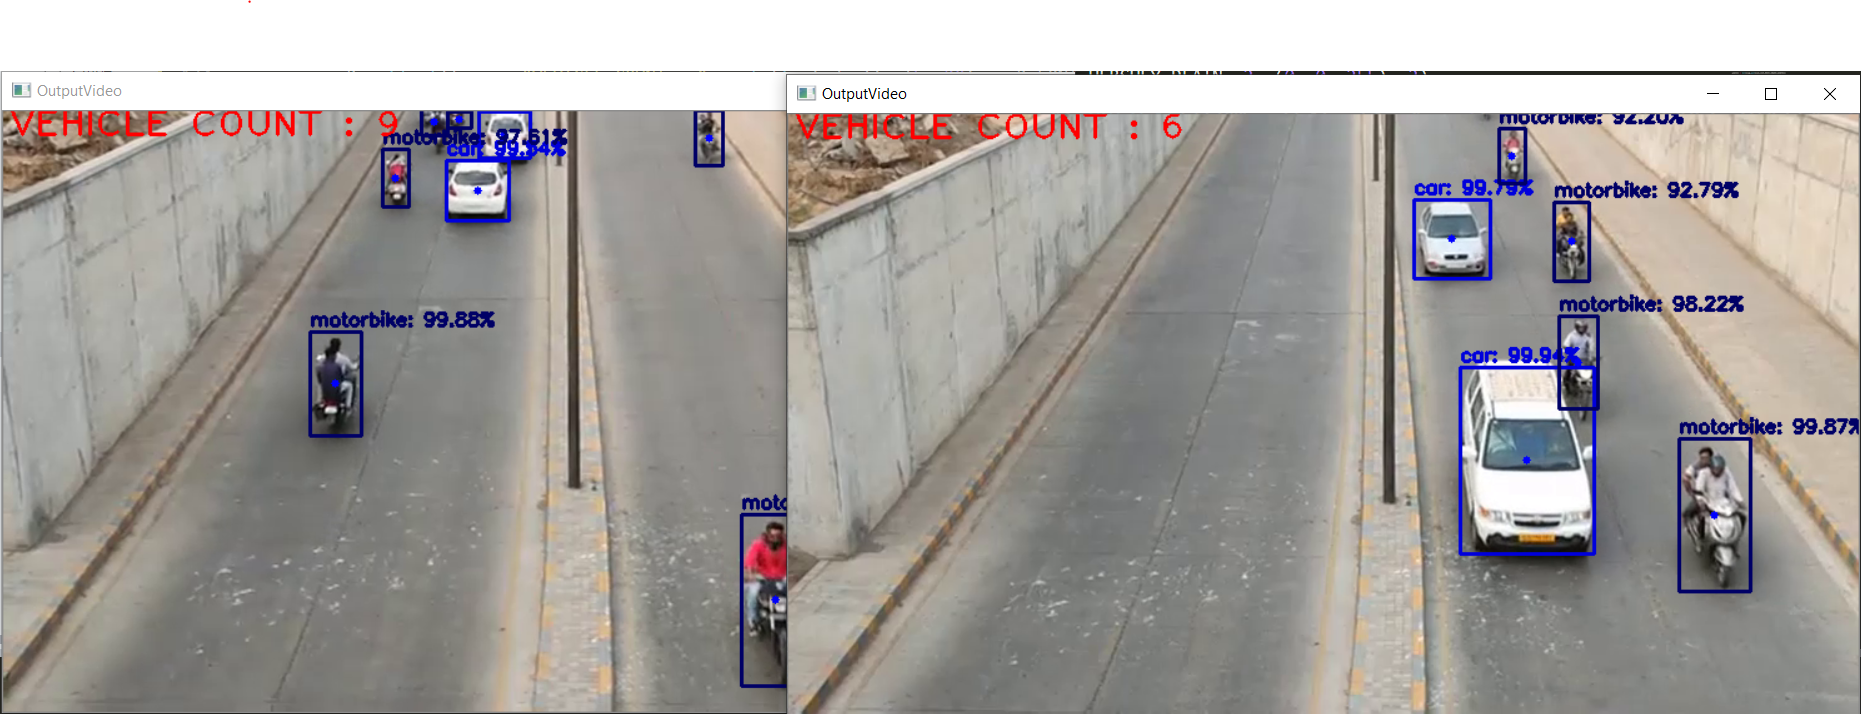 OutputVideo
VEHICLE COUNT : 9
motorbike: 97.61%
car: 99.54%
motorbike: 99.88%
moto
OutputVideo
VEHICLE COUNT : 6
motorbike: 92.20%
car: 99.79%
motorbike: 92.79%
motorbike: 98.22%
car: 99.94%
motorbike: 99.87%